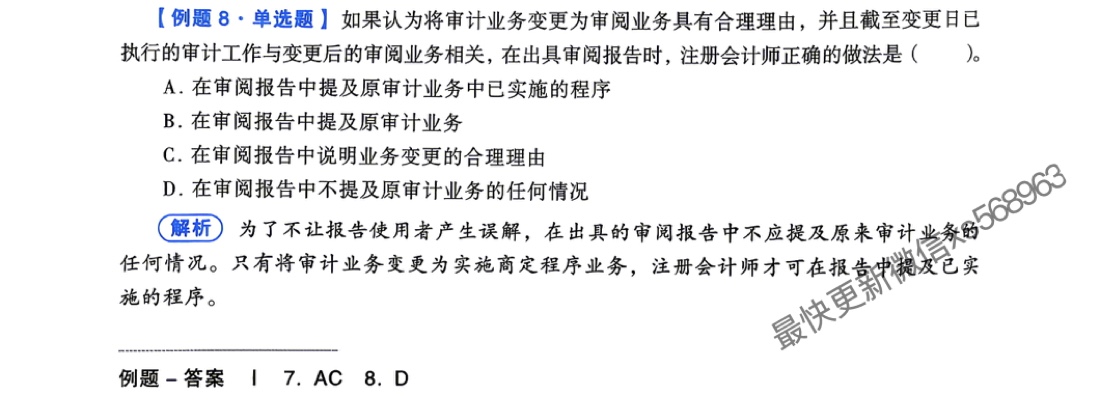 【例题8·单选题】如果认为将审计业务变更为审阅业务具有合理理由，并且截至变更日已
执行的审计工作与变更后的审阅业务相关，在出具审阅报告时，注册会计师正确的做法是（　　）。
A. 在审阅报告中提及原审计业务中已实施的程序
B. 在审阅报告中提及原审计业务
C. 在审阅报告中说明业务变更的合理理由
D. 在审阅报告中不提及原审计业务的任何情况
解析 为了不让报告使用者产生误解，在出具的审阅报告中不应提及原来审计业务的
任何情况。只有将审计业务变更为实施商定程序业务，注册会计师才可在报告中提及已实
施的程序。
最快更新微信xs568963
例题－答案 | 7. AC 8. D